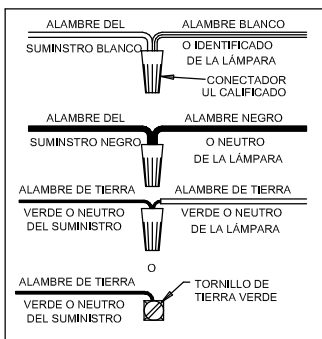 ALAMBRE DEL ALAMBRE BLANCO
SUMINSTRO BLANCO O IDENTIFICADO
DE LA LÁMPARA
CONECTADOR
UL CALIFICADO
ALAMBRE DEL ALAMBRE NEGRO
SUMINSTRO NEGRO O NEUTRO
DE LA LÁMPARA
ALAMBRE DE TIERRA ALAMBRE DE TIERRA
VERDE O NEUTRO VERDE O NEUTRO
DEL SUMINISTRO DE LA LÁMPARA
O
ALAMBRE DE TIERRA TORNILLO DE
TIERRA VERDE
VERDE O NEUTRO
DEL SUMINISTRO